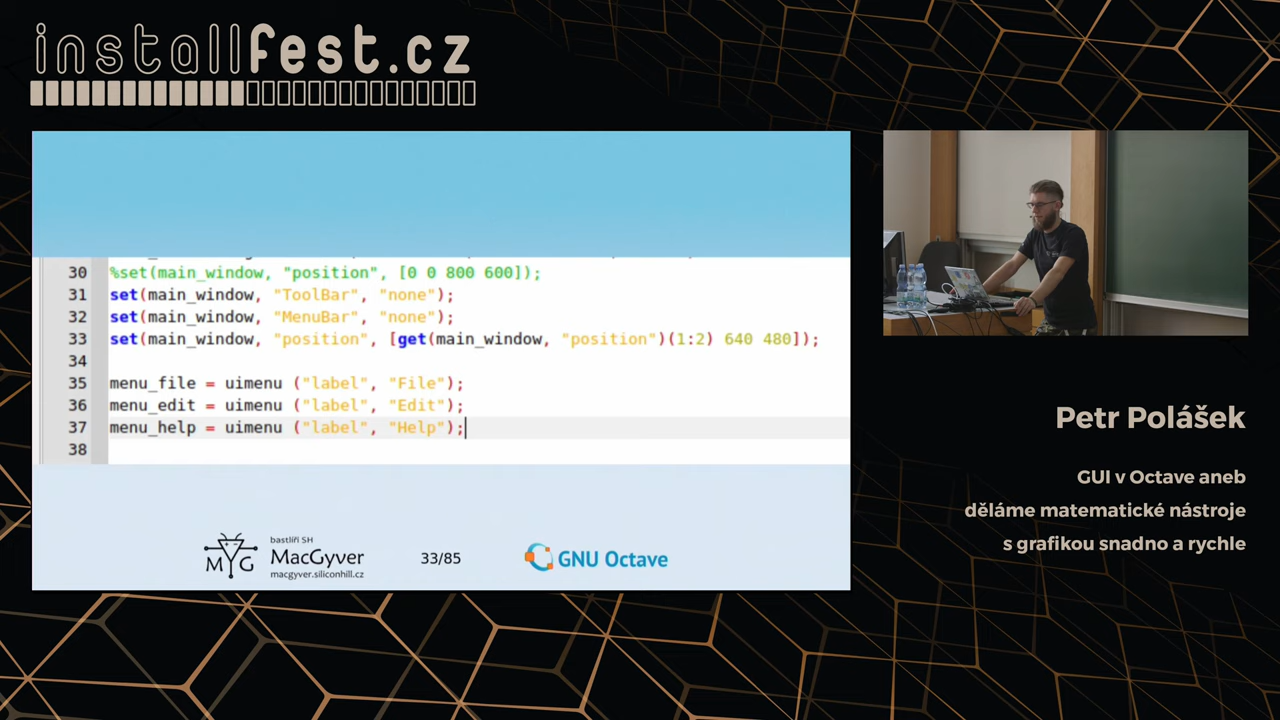 installfest.cz
30 %set(main_window, "position", [0 0 800 600]);
31 set(main_window, "ToolBar", "none");
32 set(main_window, "MenuBar", "none");
33 set(main_window, "position", [get(main_window, "position")(1:2) 640 480]);
34
35 menu_file = uimenu ("label", "File");
36 menu_edit = uimenu ("label", "Edit");
37 menu_help = uimenu ("label", "Help");
38
MYG
bastlíři SH
MacGyver
macgyver.siliconhill.cz
33/85
GNU Octave
Petr Polášek
GUI v Octave aneb
děláme matematické nástroje
s grafikou snadno a rychle